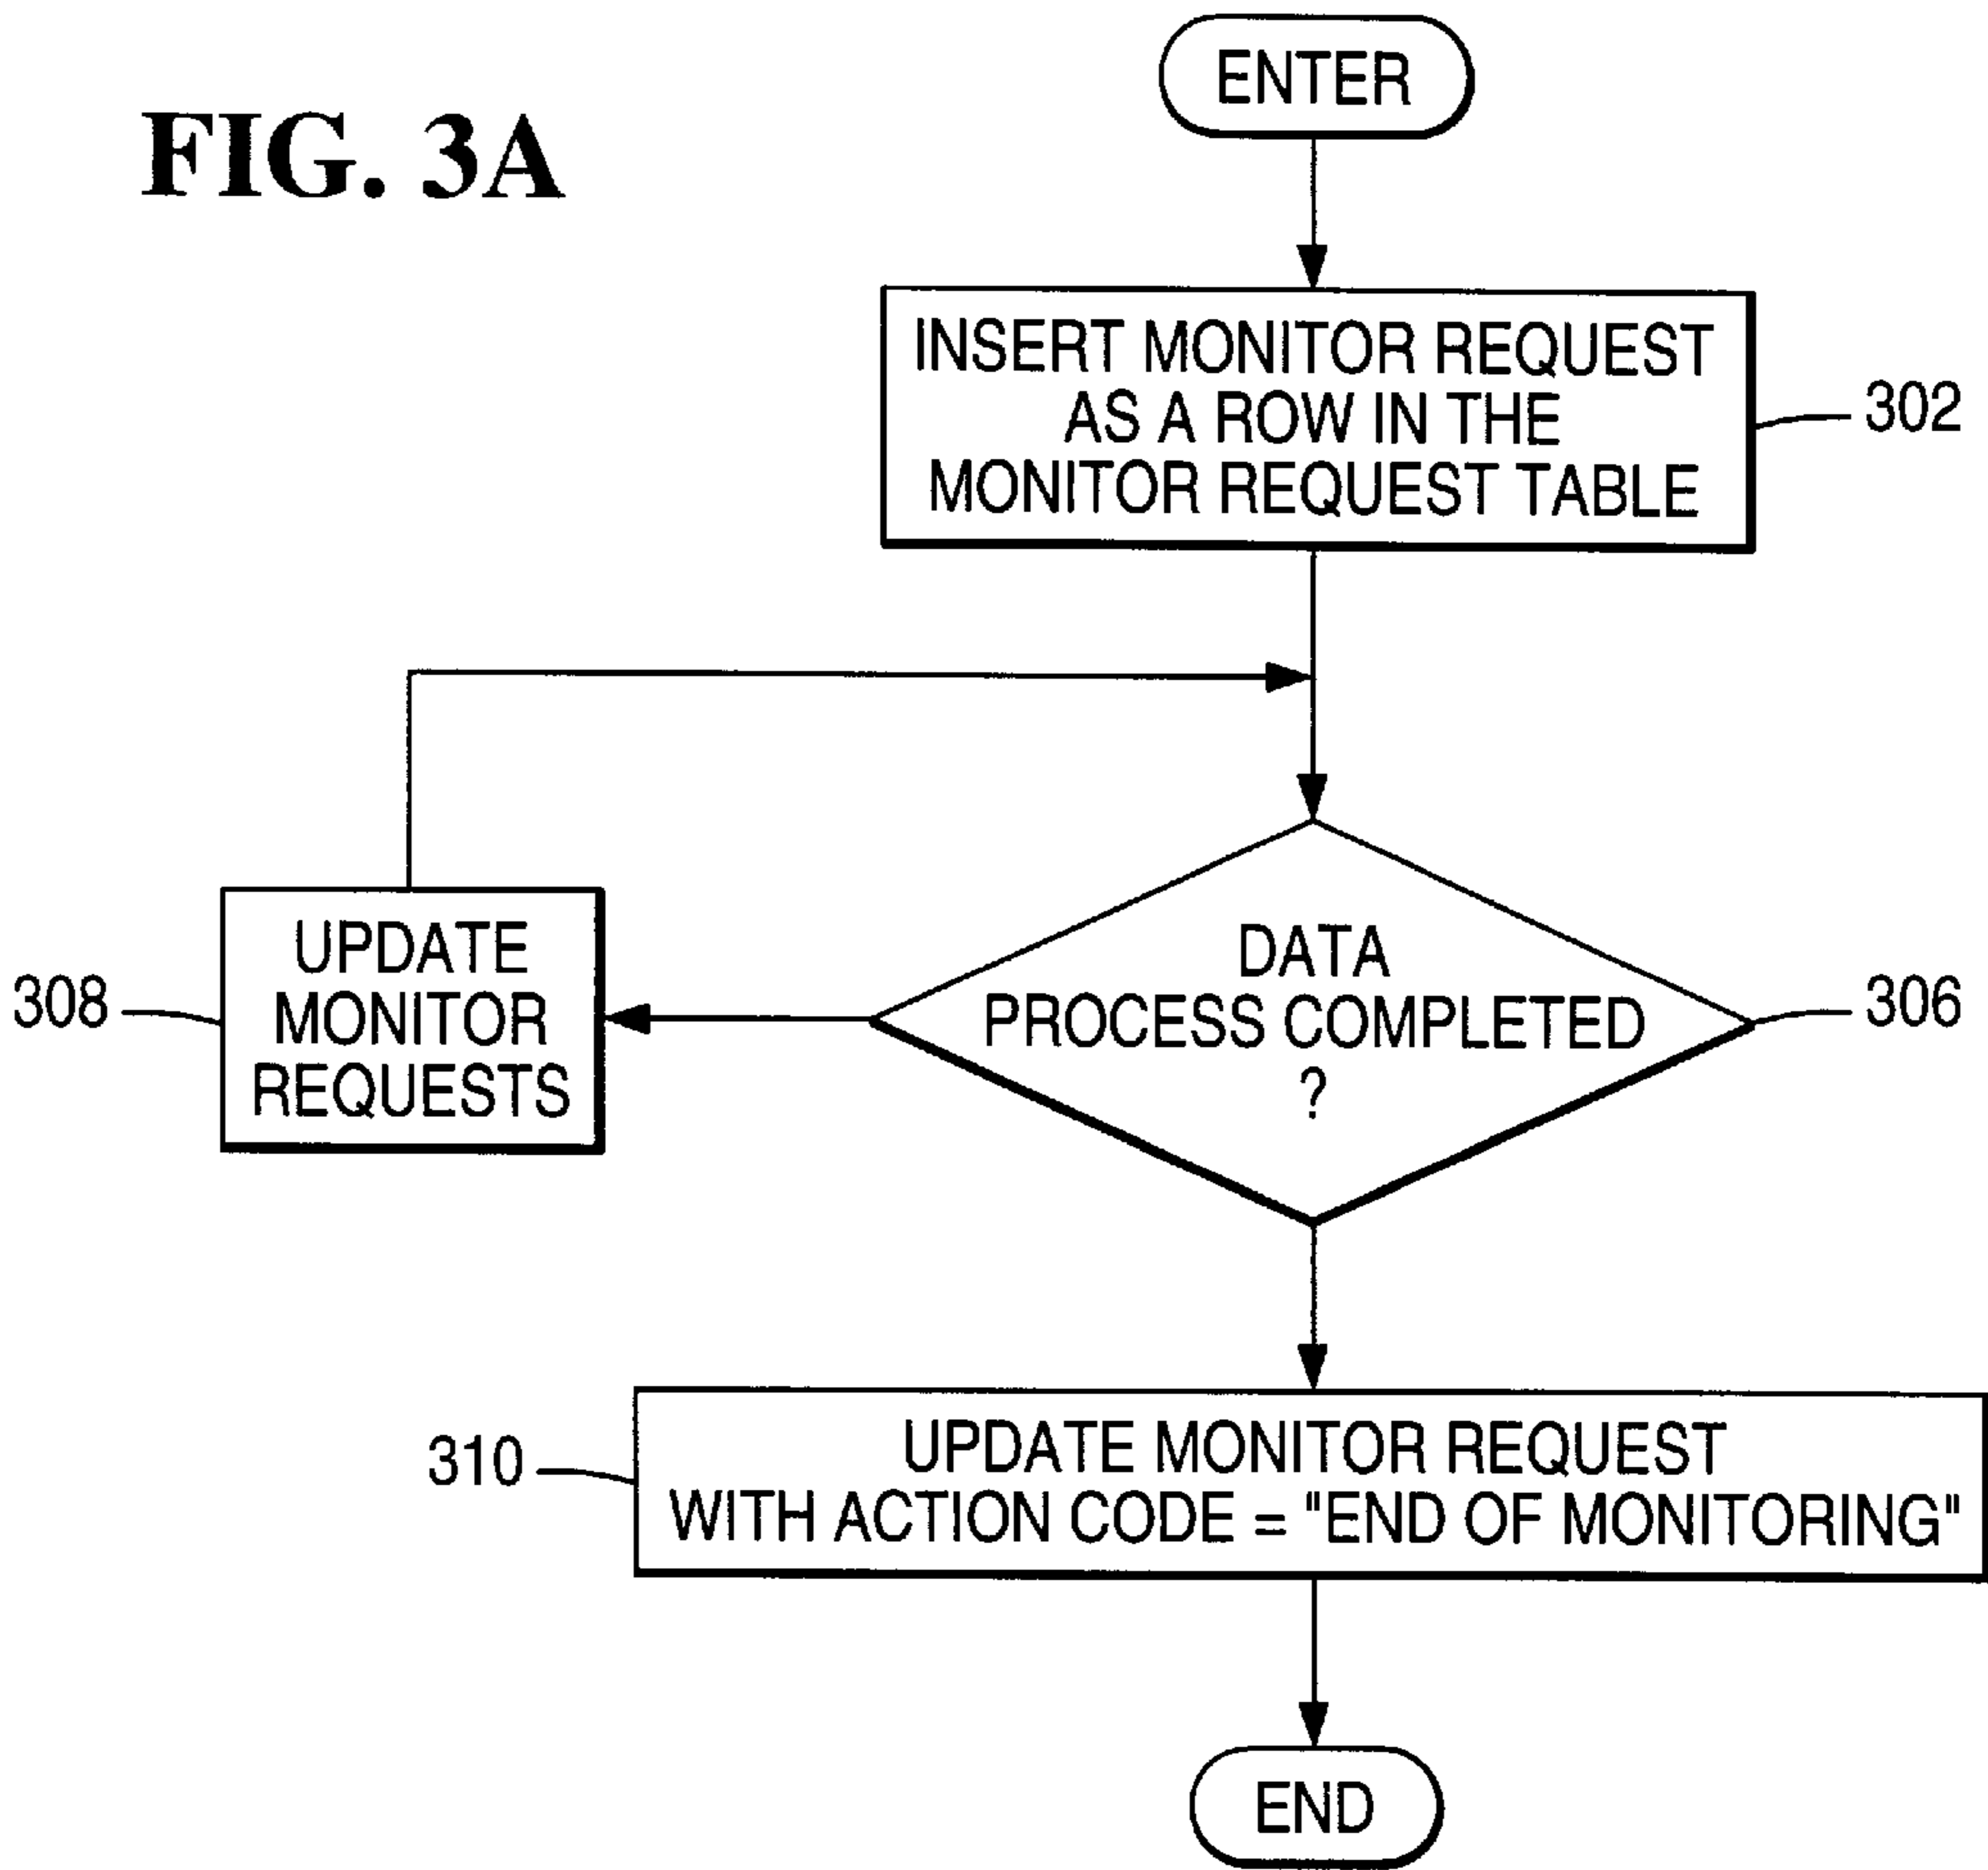 FIG. 3A
ENTER
INSERT MONITOR REQUEST
AS A ROW IN THE
MONITOR REQUEST TABLE
302
UPDATE
MONITOR
REQUESTS
308
DATA
PROCESS COMPLETED
?
306
310
UPDATE MONITOR REQUEST
WITH ACTION CODE = "END OF MONITORING"
END